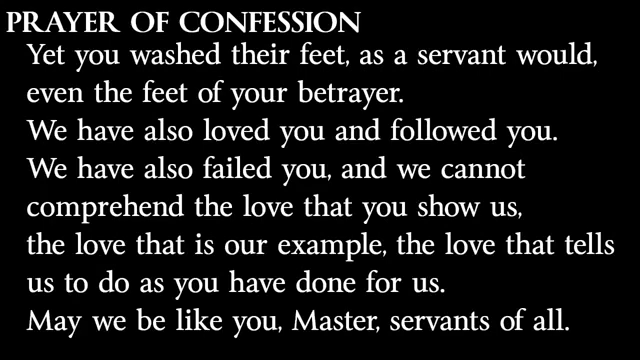 PRAYER OF CONFESSION
Yet you washed their feet, as a servant would,
even the feet of your betrayer.
We have also loved you and followed you.
We have also failed you, and we cannot
comprehend the love that you show us,
the love that is our example, the love that tells
us to do as you have done for us.
May we be like you, Master, servants of all.